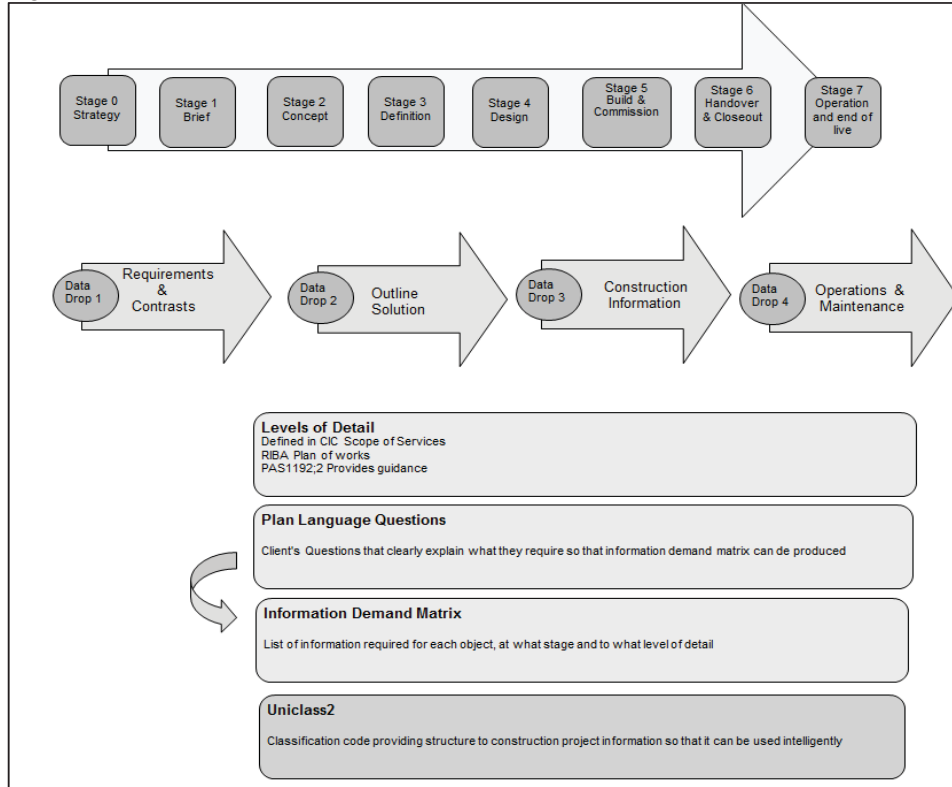 Stage 0
Strategy
Stage 1
Brief
Stage 2
Concept
Stage 3
Definition
Stage 4
Design
Stage 5
Build &
Commission
Stage 6
Handover
& Closeout
Stage 7
Operation
and end of
live
Data
Drop 1
Requirements
&
Contrasts
Data
Drop 2
Outline
Solution
Data
Drop 3
Construction
Information
Data
Drop 4
Operations &
Maintenance
Levels of Detail
Defined in CIC Scope of Services
RIBA Plan of works
PAS1192;2 Provides guidance
Plan Language Questions
Client's Questions that clearly explain what they require so that information demand matrix can be produced
Information Demand Matrix
List of information required for each object, at what stage and to what level of detail
Uniclass2
Classification code providing structure to construction project information so that it can be used intelligently